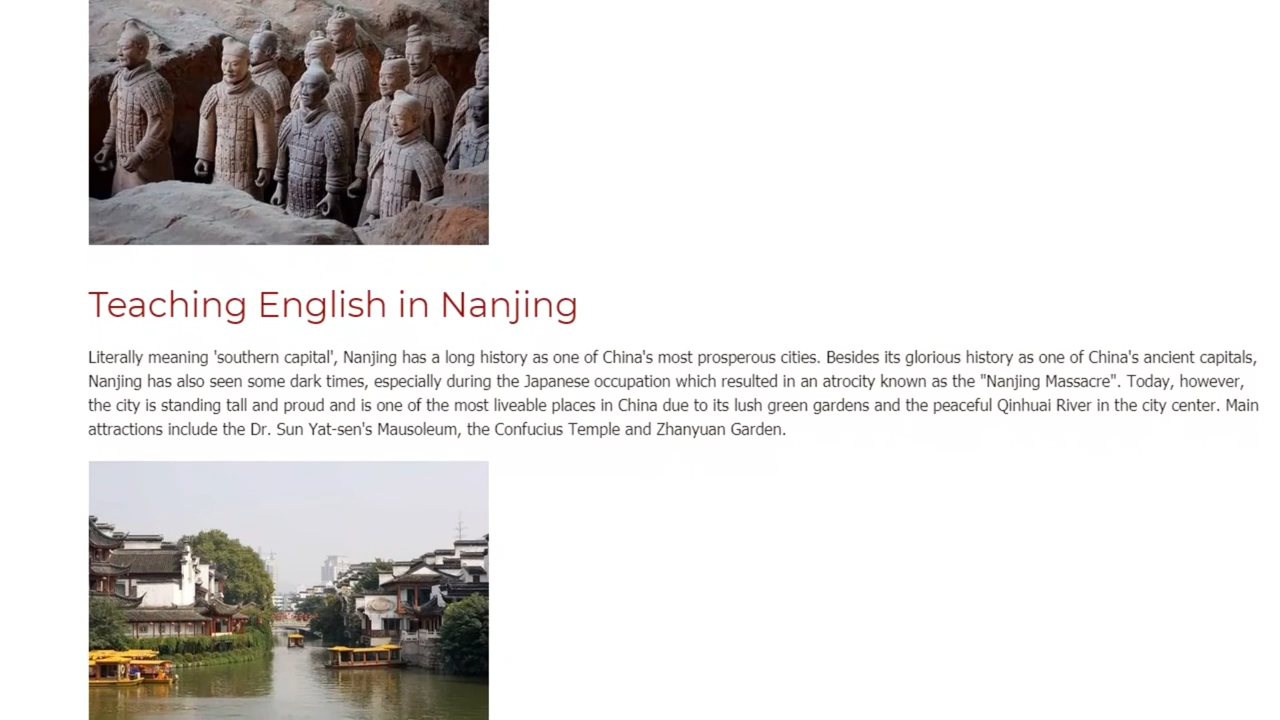 Teaching English in Nanjing
Literally meaning 'southern capital', Nanjing has a long history as one of China's most prosperous cities. Besides its glorious history as one of China's ancient capitals,
Nanjing has also seen some dark times, especially during the Japanese occupation which resulted in an atrocity known as the "Nanjing Massacre". Today, however,
the city is standing tall and proud and is one of the most liveable places in China due to its lush green gardens and the peaceful Qinhuai River in the city center. Main
attractions include the Dr. Sun Yat-sen's Mausoleum, the Confucius Temple and Zhanyuan Garden.